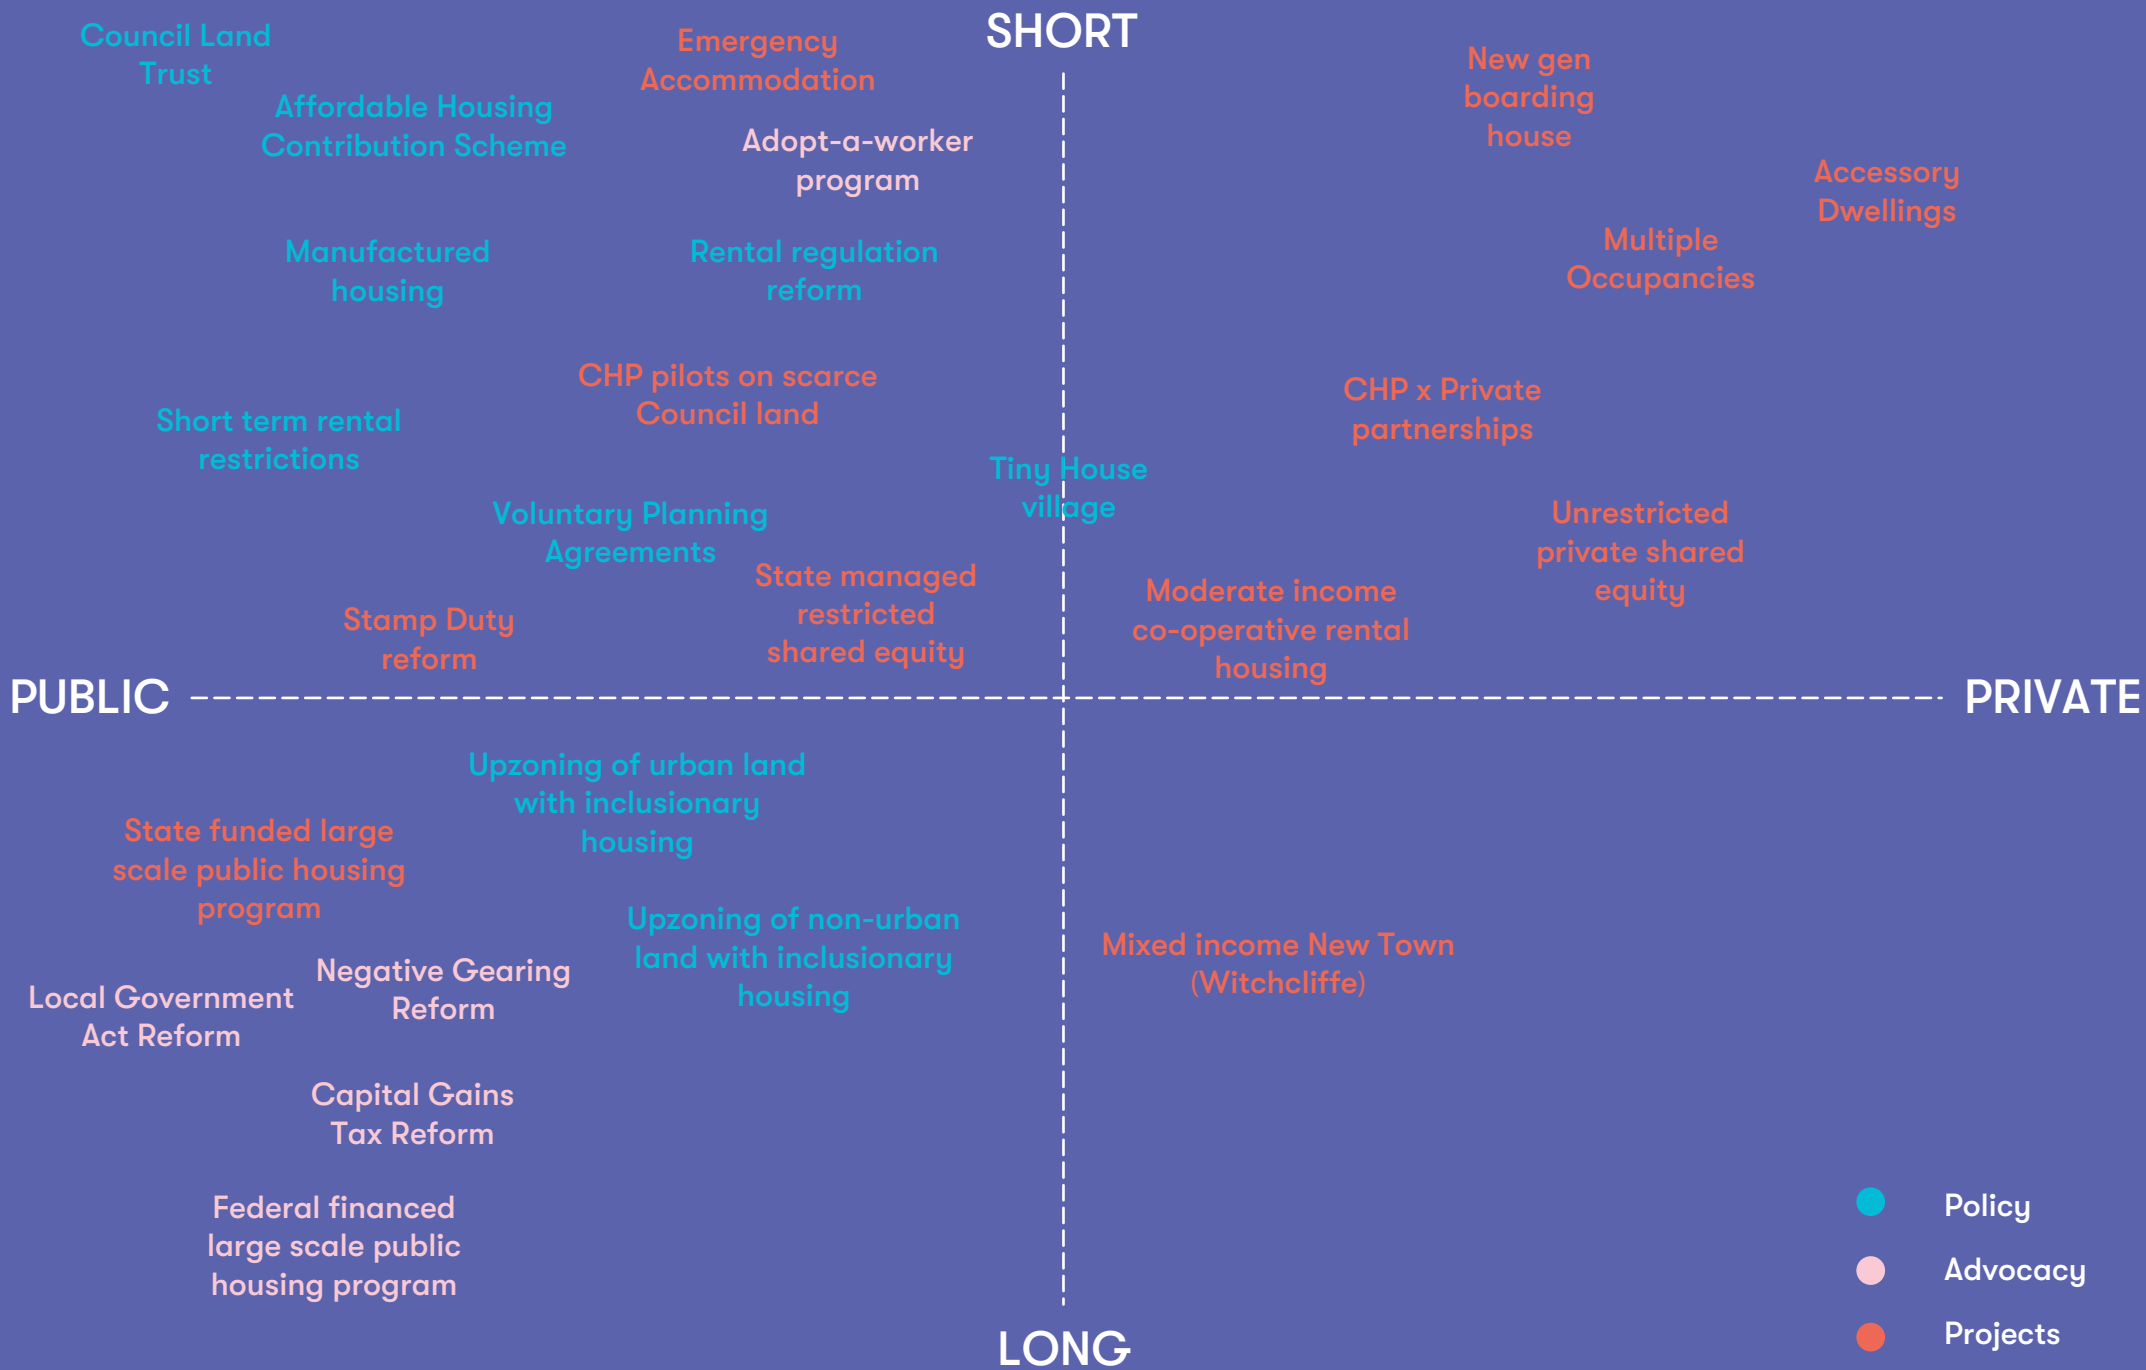 SHORT
Council Land
Trust
Affordable Housing
Contribution Scheme
Emergency
Accommodation
Adopt-a-worker
program
New gen
boarding
house
Accessory
Dwellings
Multiple
Occupancies
Manufactured
housing
Rental regulation
reform
CHP pilots on scarce
Council land
CHP x Private
partnerships
Short term rental
restrictions
Tiny House
village
Voluntary Planning
Agreements
Unrestricted
private shared
equity
State managed
restricted
shared equity
Moderate income
co-operative rental
housing
Stamp Duty
reform
PUBLIC
PRIVATE
Upzoning of urban land
with inclusionary
housing
State funded large
scale public housing
program
Upzoning of non-urban
land with inclusionary
housing
Mixed income New Town
(Witchcliffe)
Negative Gearing
Reform
Local Government
Act Reform
Capital Gains
Tax Reform
Federal financed
large scale public
housing program
Policy
Advocacy
Projects
LONG